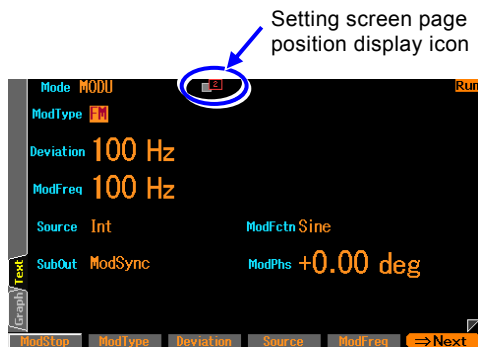 Setting screen page
position display icon
Mode MODU 2 Run
ModType FM
Deviation 100 Hz
ModFreq 100 Hz
Source Int ModFctn Sine
SubOut ModSync ModPhs +0.00 deg
Text
Graph
ModStop ModType Deviation Source ModFreq ⇒Next